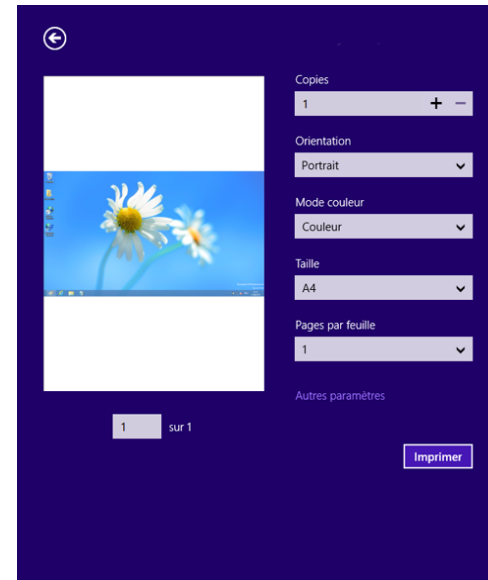 Copies
1
Orientation
Portrait
Mode couleur
Couleur
Taille
A4
Pages par feuille
1
Autres paramètres
1 sur 1
Imprimer